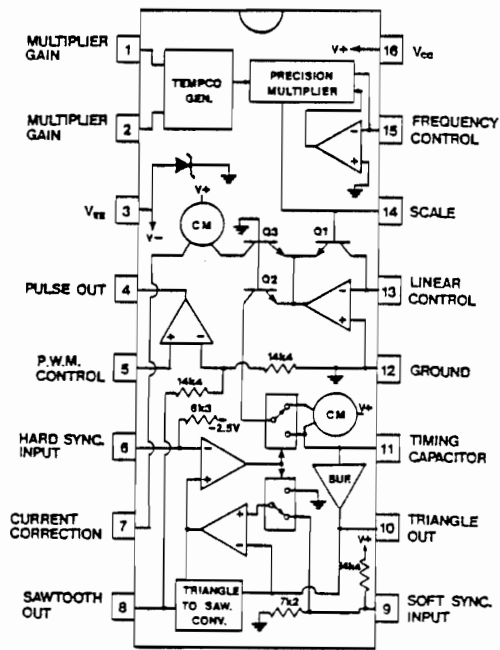 MULTIPLIER
GAIN
1
MULTIPLIER
GAIN
2
VEE
3
PULSE OUT
4
P.W.M.
CONTROL
5
HARD SYNC.
INPUT
6
CURRENT
CORRECTION
7
SAWTOOTH
OUT
8
TEMPCO
GEN.
PRECISION
MULTIPLIER
V+
16
VCC
-
+
15
FREQUENCY
CONTROL
14
SCALE
V-
V+
CM
Q3
Q1
Q2
-
+
13
LINEAR
CONTROL
+
-
14k4
12
GROUND
14k4
6k3
-2.5V
CM
V+
11
TIMING
CAPACITOR
-
+
BUF.
10
TRIANGLE
OUT
+
-
V+
14k4
TRIANGLE
TO SAW.
CONV.
7k2
9
SOFT SYNC.
INPUT